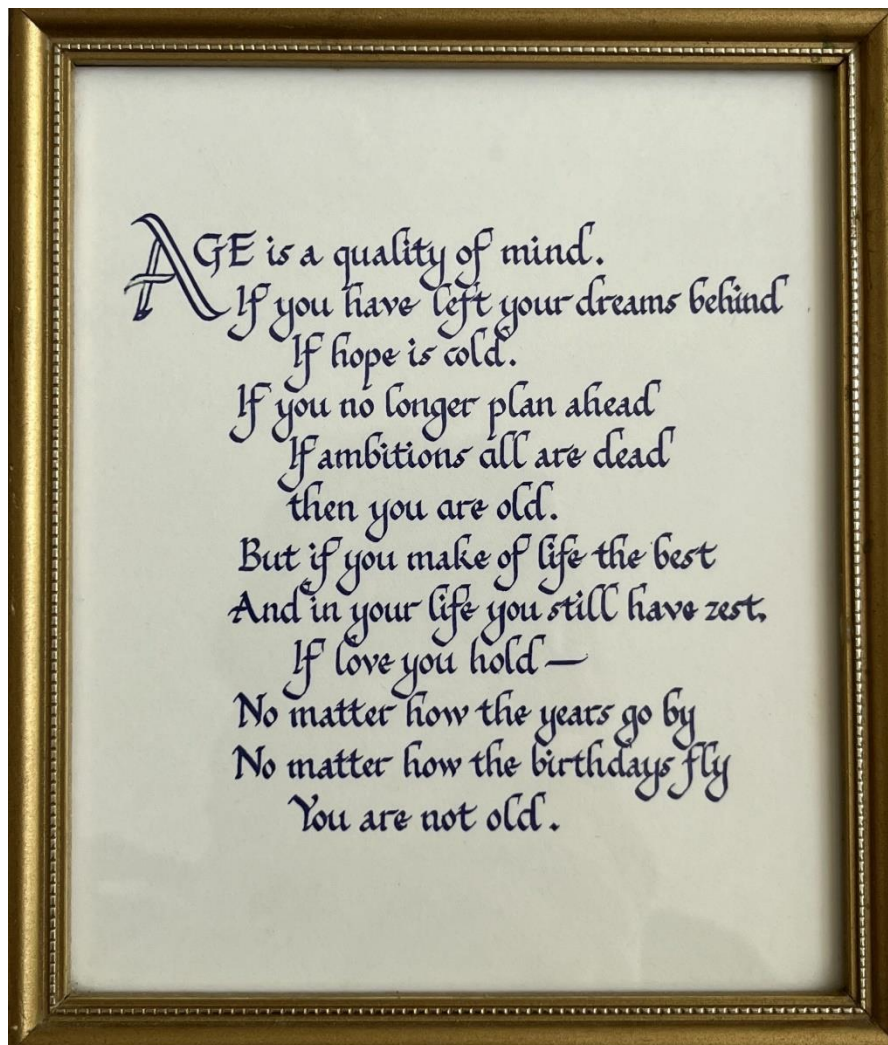 AGE is a quality of mind.
If you have left your dreams behind
If hope is cold.
If you no longer plan ahead
If ambitions all are dead
then you are old.
But if you make of life the best
And in your life you still have zest,
If love you hold —
No matter how the years go by
No matter how the birthdays fly
You are not old.